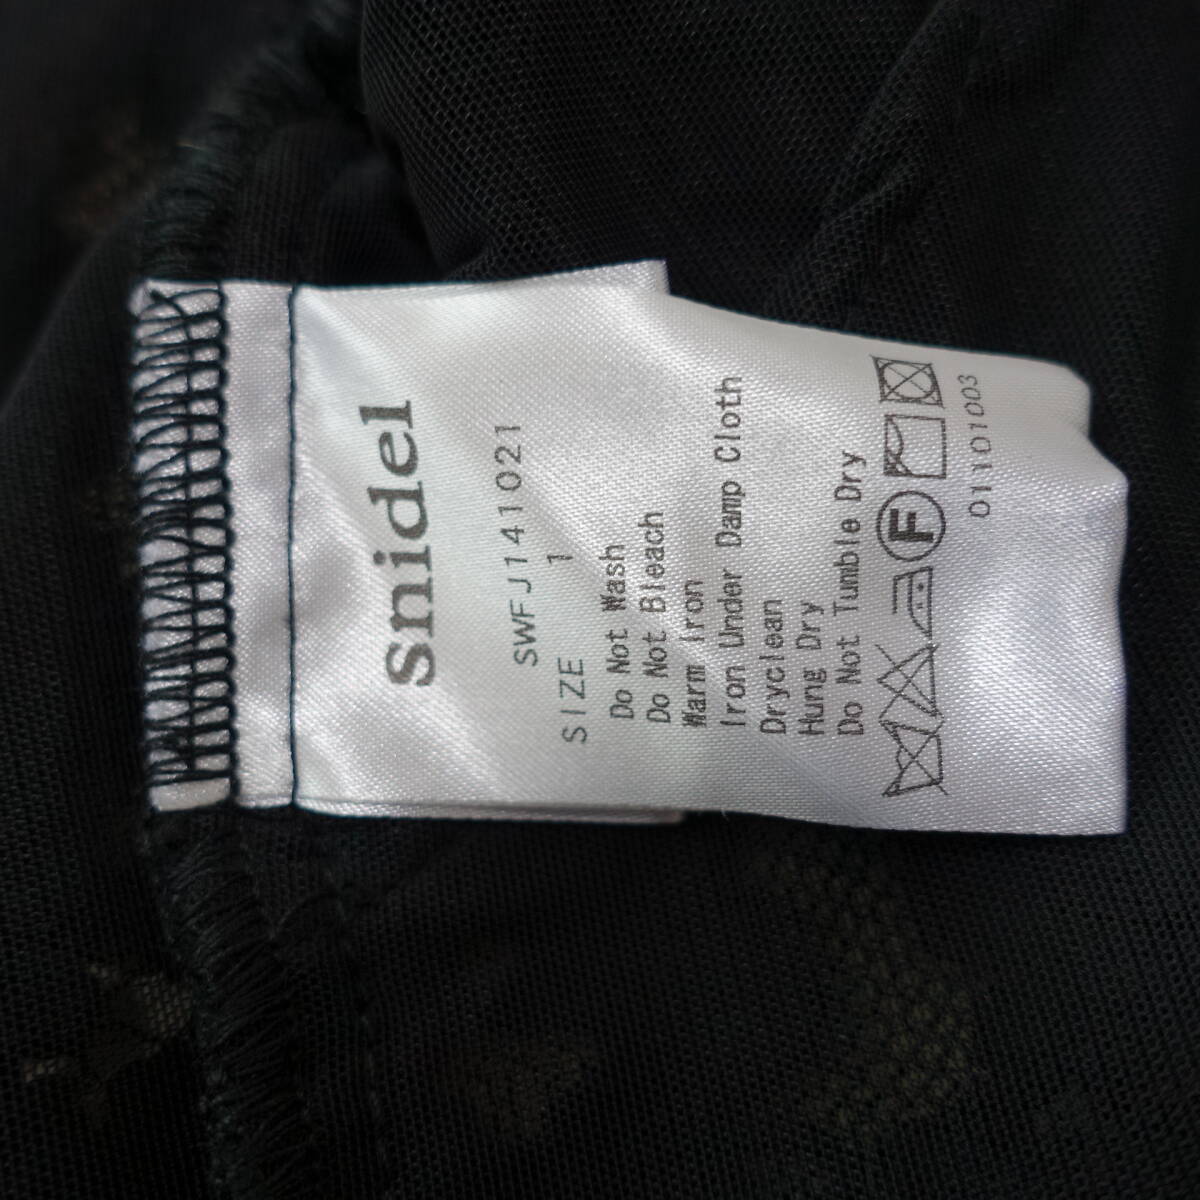 snidel
SWFJ141021
SIZE 1
Do Not Wash
Do Not Bleach
Warm Iron
Iron Under Damp Cloth
Dryclean
Hung Dry
Do Not Tumble Dry
F
01101003